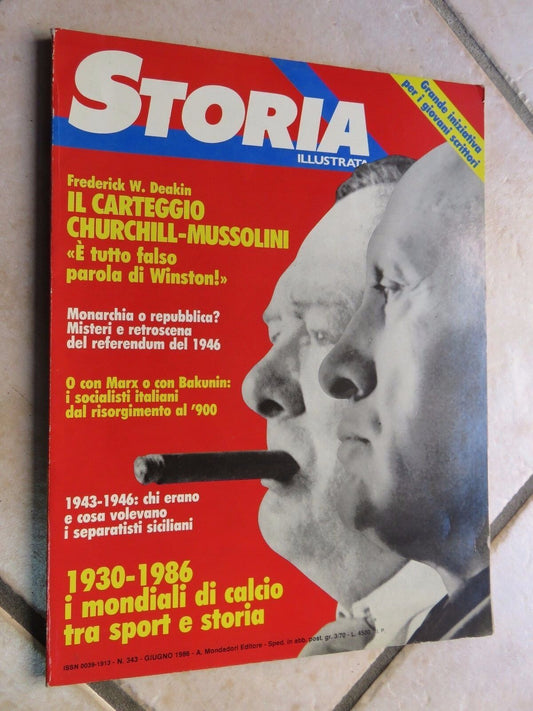 STORIA
ILLUSTRATA
Grande iniziativa
per i giovani scrittori
Frederick W. Deakin
IL CARTEGGIO
CHURCHILL-MUSSOLINI
«È tutto falso
parola di Winston!»
Monarchia o repubblica?
Misteri e retroscena
del referendum del 1946
O con Marx o con Bakunin:
i socialisti italiani
dal risorgimento al '900
1943-1946: chi erano
e cosa volevano
i separatisti siciliani
1930-1986
i mondiali di calcio
tra sport e storia
ISSN 0039-1913 - N. 343 - GIUGNO 1986 - A. Mondadori Editore - Sped. in abb. post. gr. 3/70 - L. 4500